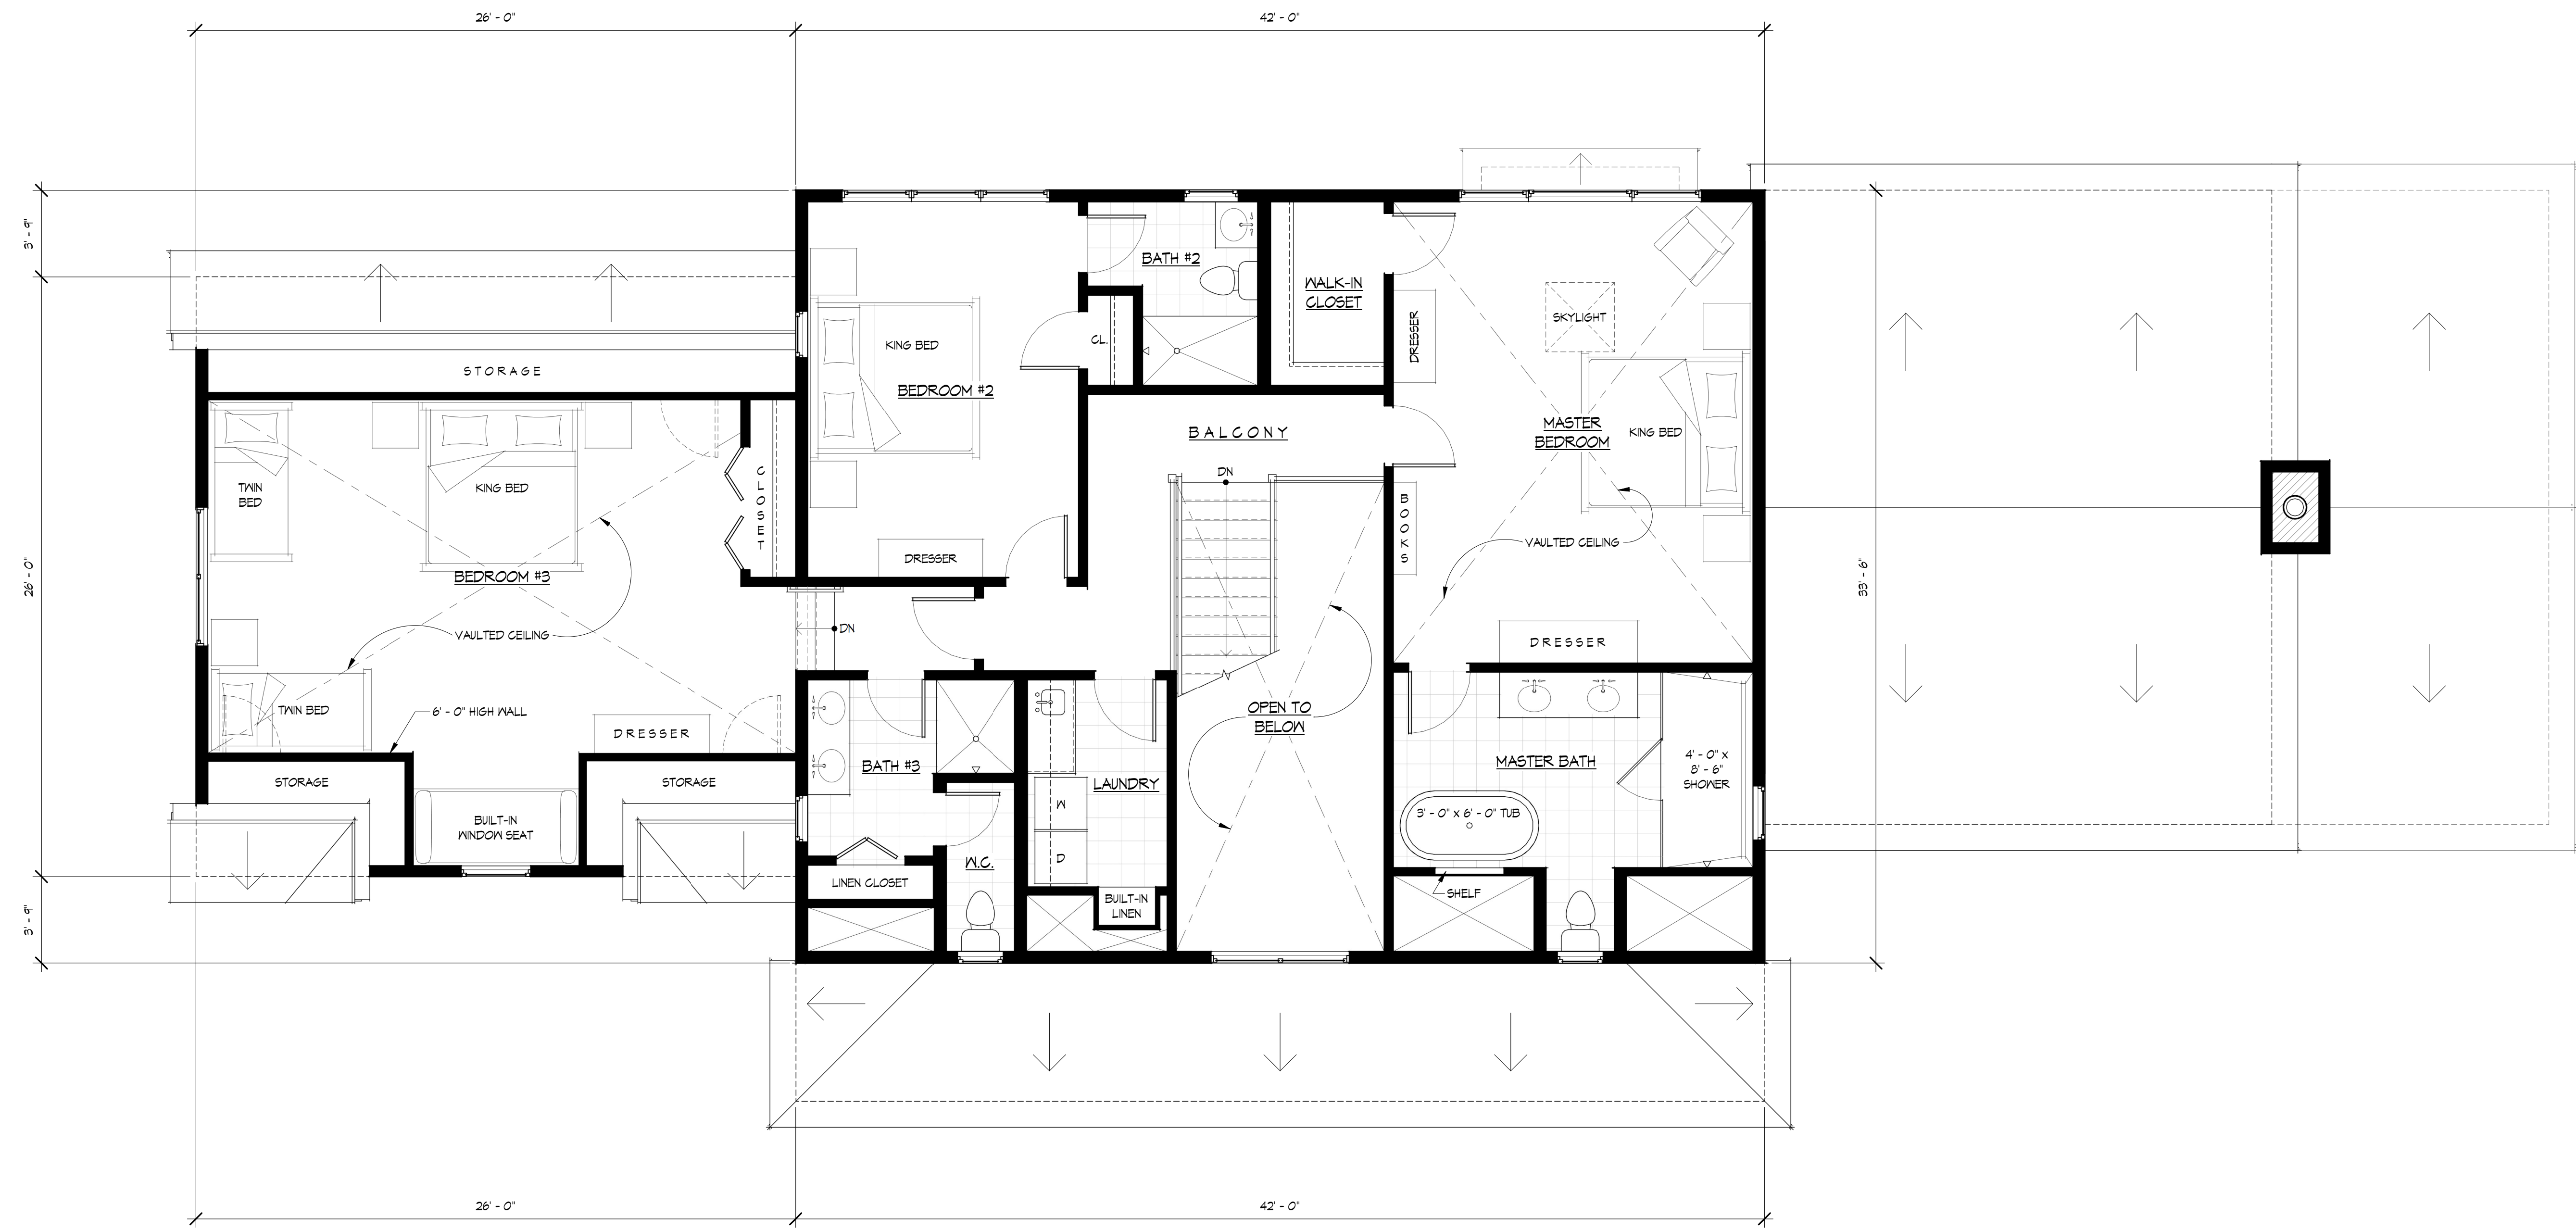 26' - 0"
42' - 0"
3' - 9"
26' - 0"
3' - 9"
33' - 6"
STORAGE
TWIN
BED
KING BED
CLOSET
BEDROOM #3
VAULTED CEILING
TWIN BED
6' - 0" HIGH WALL
DRESSER
STORAGE
STORAGE
BUILT-IN
WINDOW SEAT
KING BED
BEDROOM #2
DRESSER
BATH #2
CL.
WALK-IN
CLOSET
DRESSER
SKYLIGHT
MASTER
BEDROOM
KING BED
BALCONY
DN
BOOKS
VAULTED CEILING
DRESSER
DN
OPEN TO
BELOW
BATH #3
LAUNDRY
W
D
W.C.
LINEN CLOSET
BUILT-IN
LINEN
MASTER BATH
4' - 0" x
8' - 6"
SHOWER
3' - 0" x 6' - 0" TUB
SHELF
26' - 0"
42' - 0"